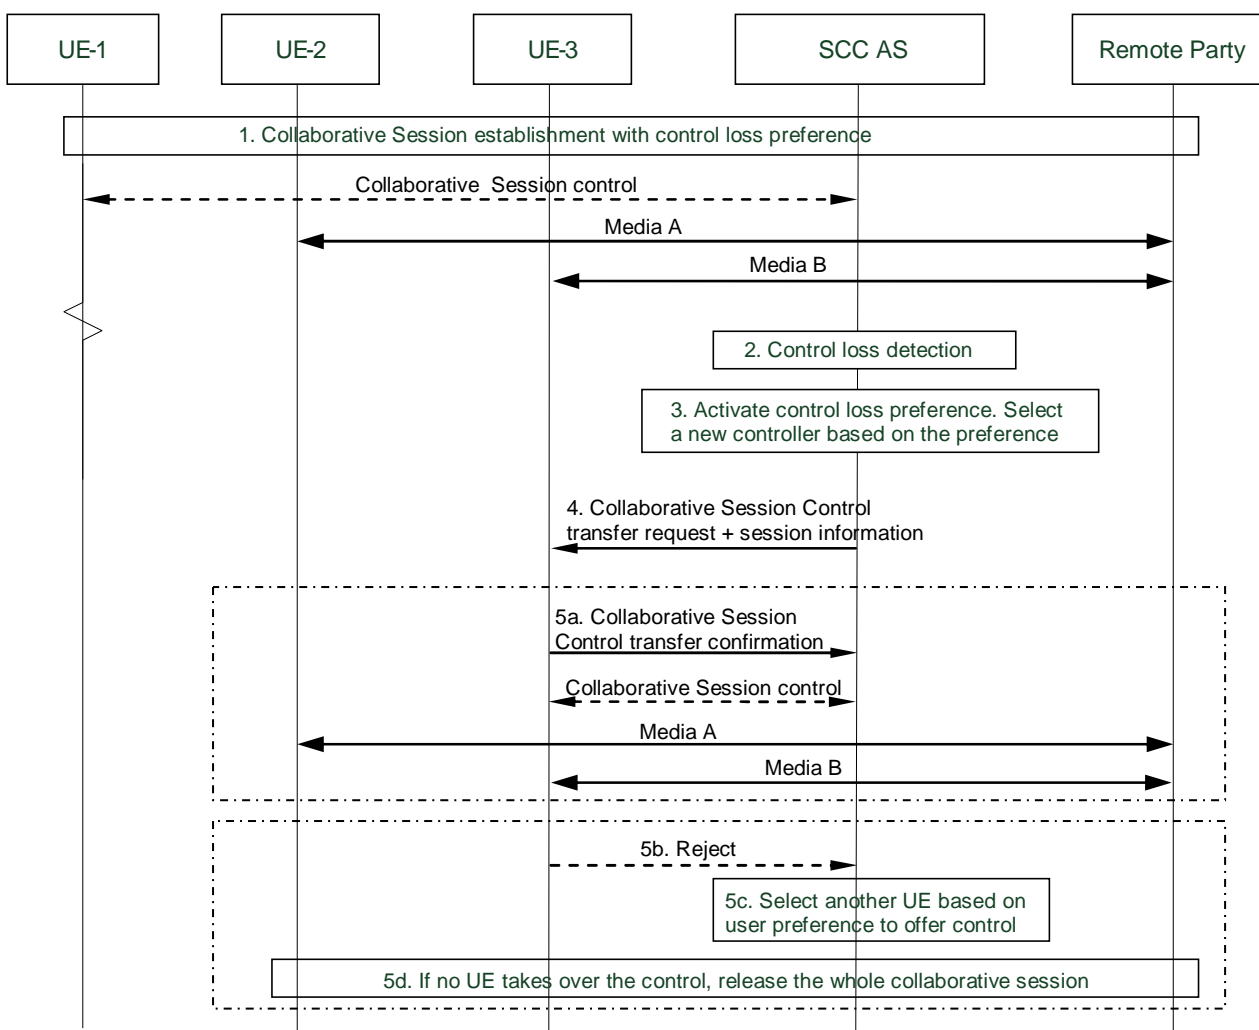 UE-1
UE-2
UE-3
SCC AS
Remote Party
1. Collaborative Session establishment with control loss preference
Collaborative Session control
Media A
Media B
2. Control loss detection
3. Activate control loss preference. Select
a new controller based on the preference
4. Collaborative Session Control
transfer request + session information
5a. Collaborative Session
Control transfer confirmation
Collaborative Session control
Media A
Media B
5b. Reject
5c. Select another UE based on
user preference to offer control
5d. If no UE takes over the control, release the whole collaborative session